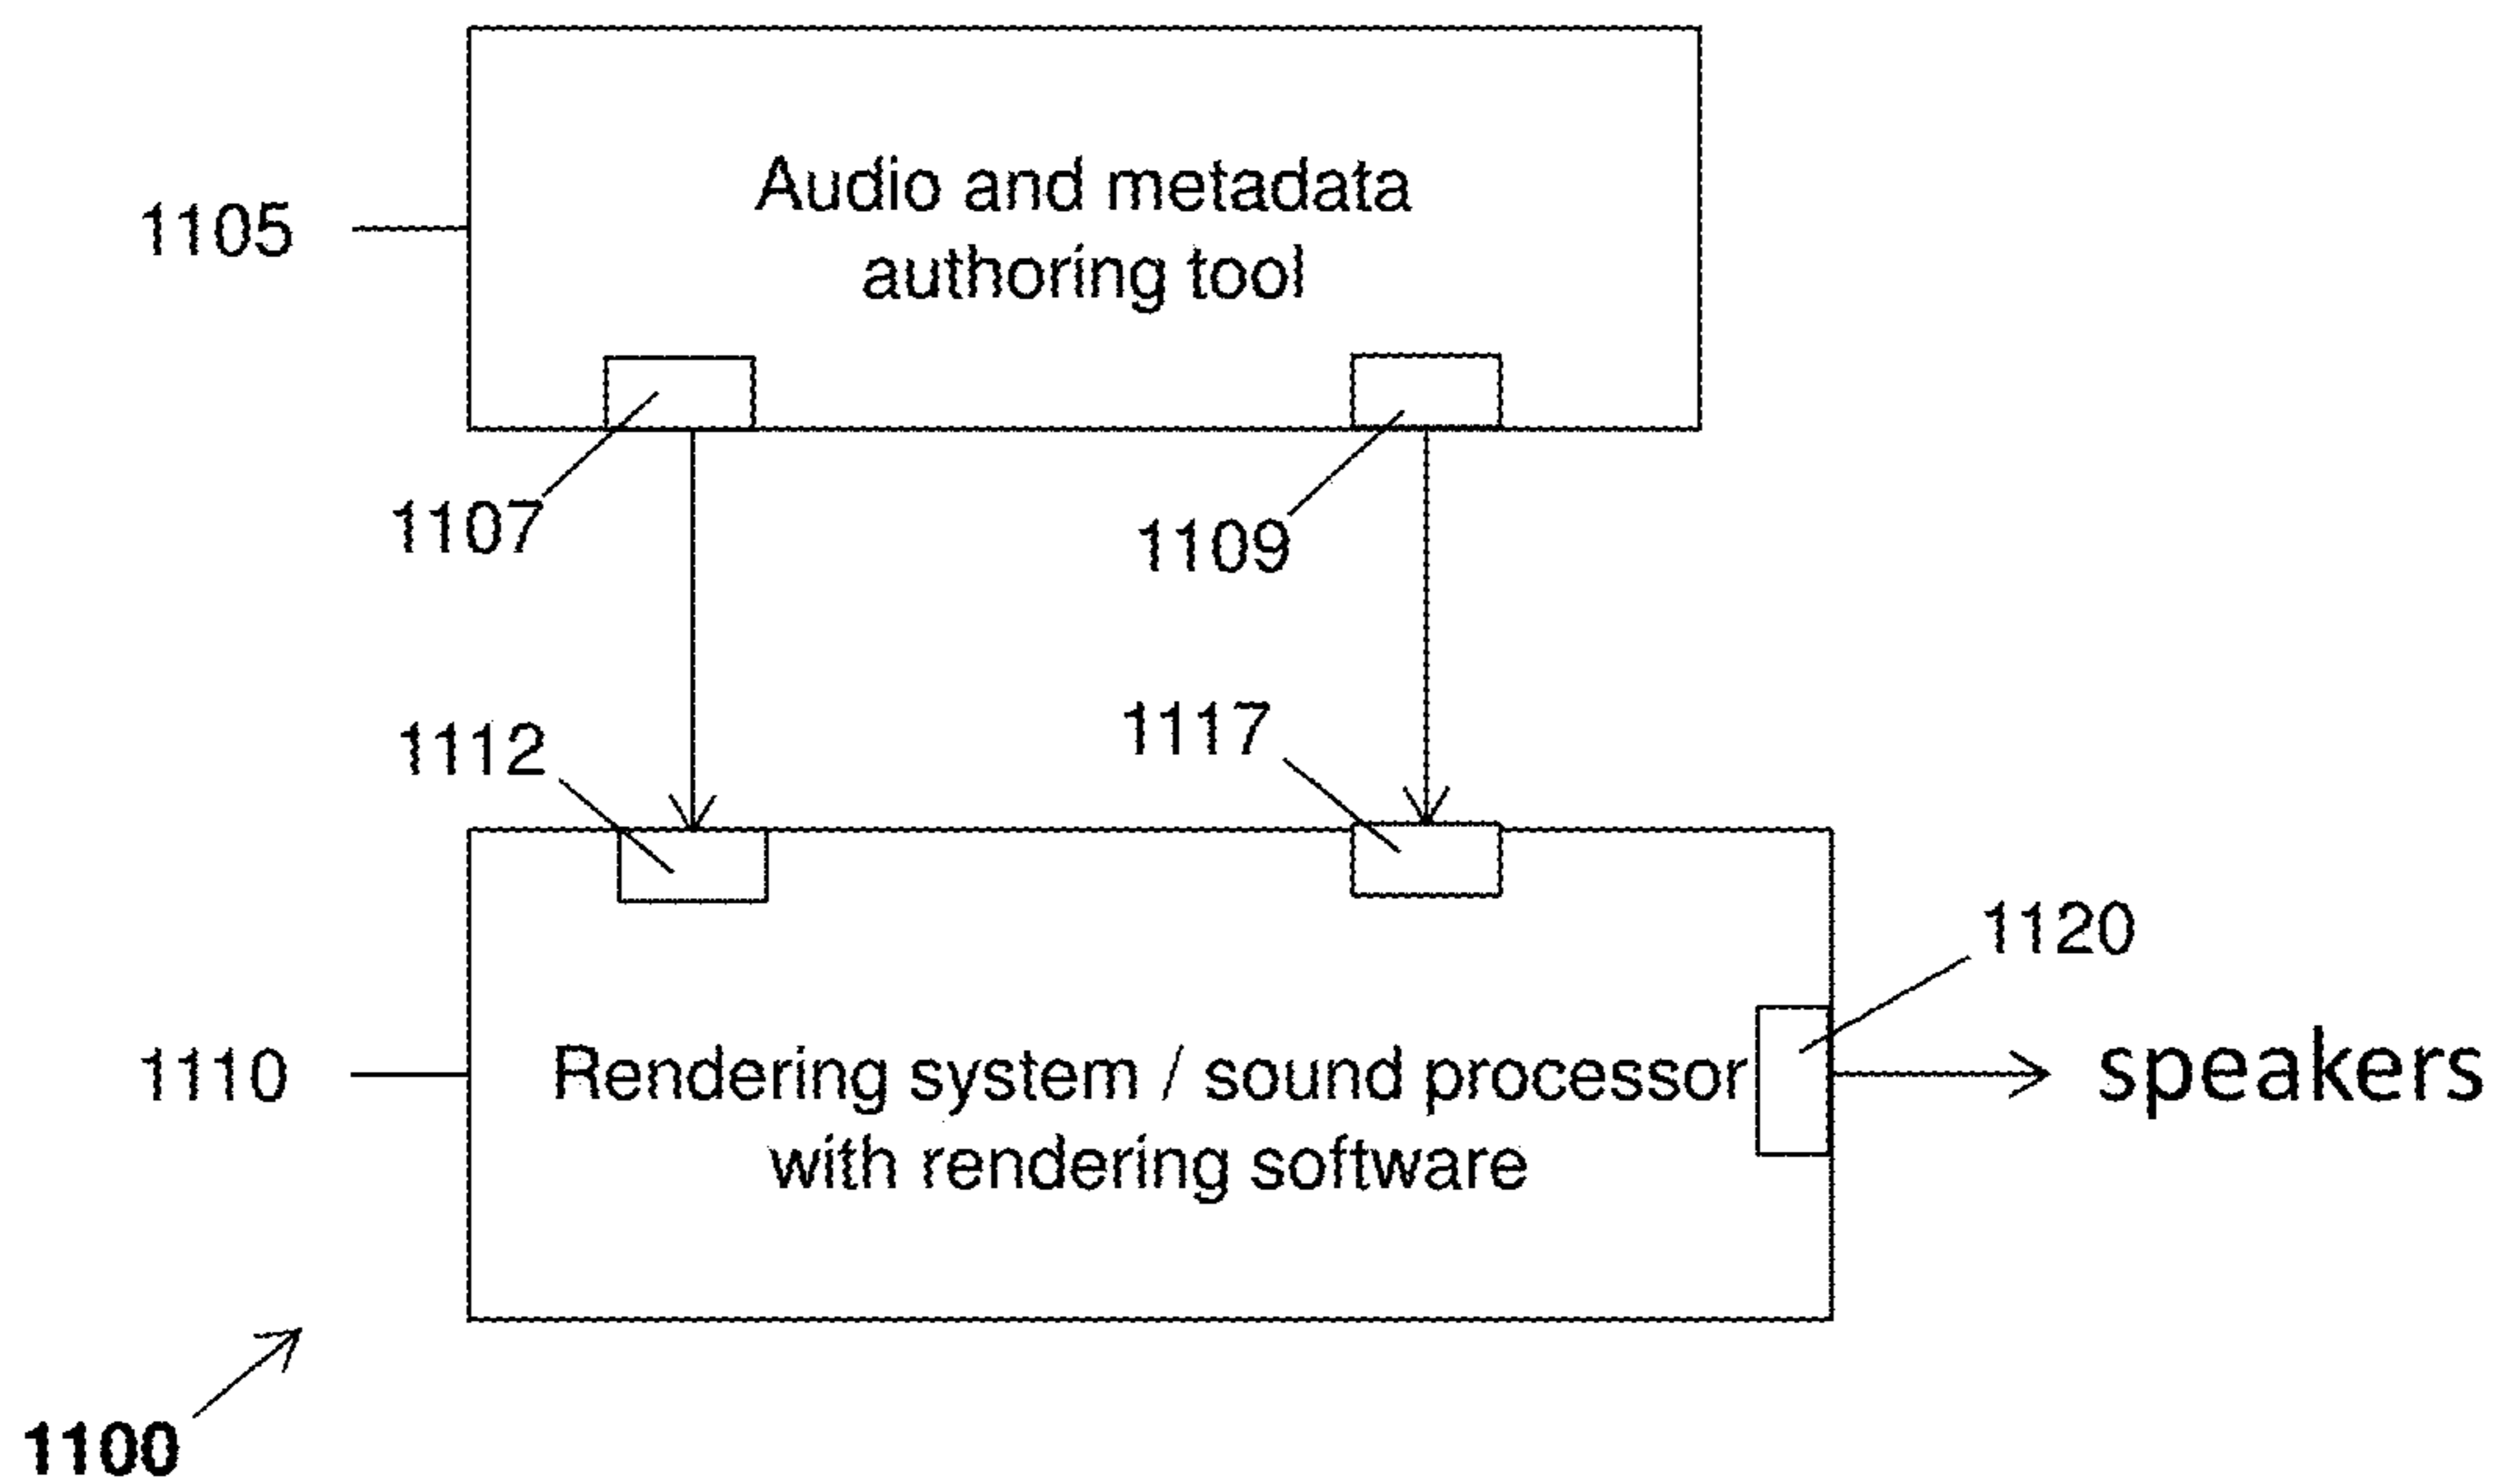 Audio and metadata
authoring tool
1105
1107
1109
1112
1117
1120
1110
Rendering system / sound processor
with rendering software
speakers
1100